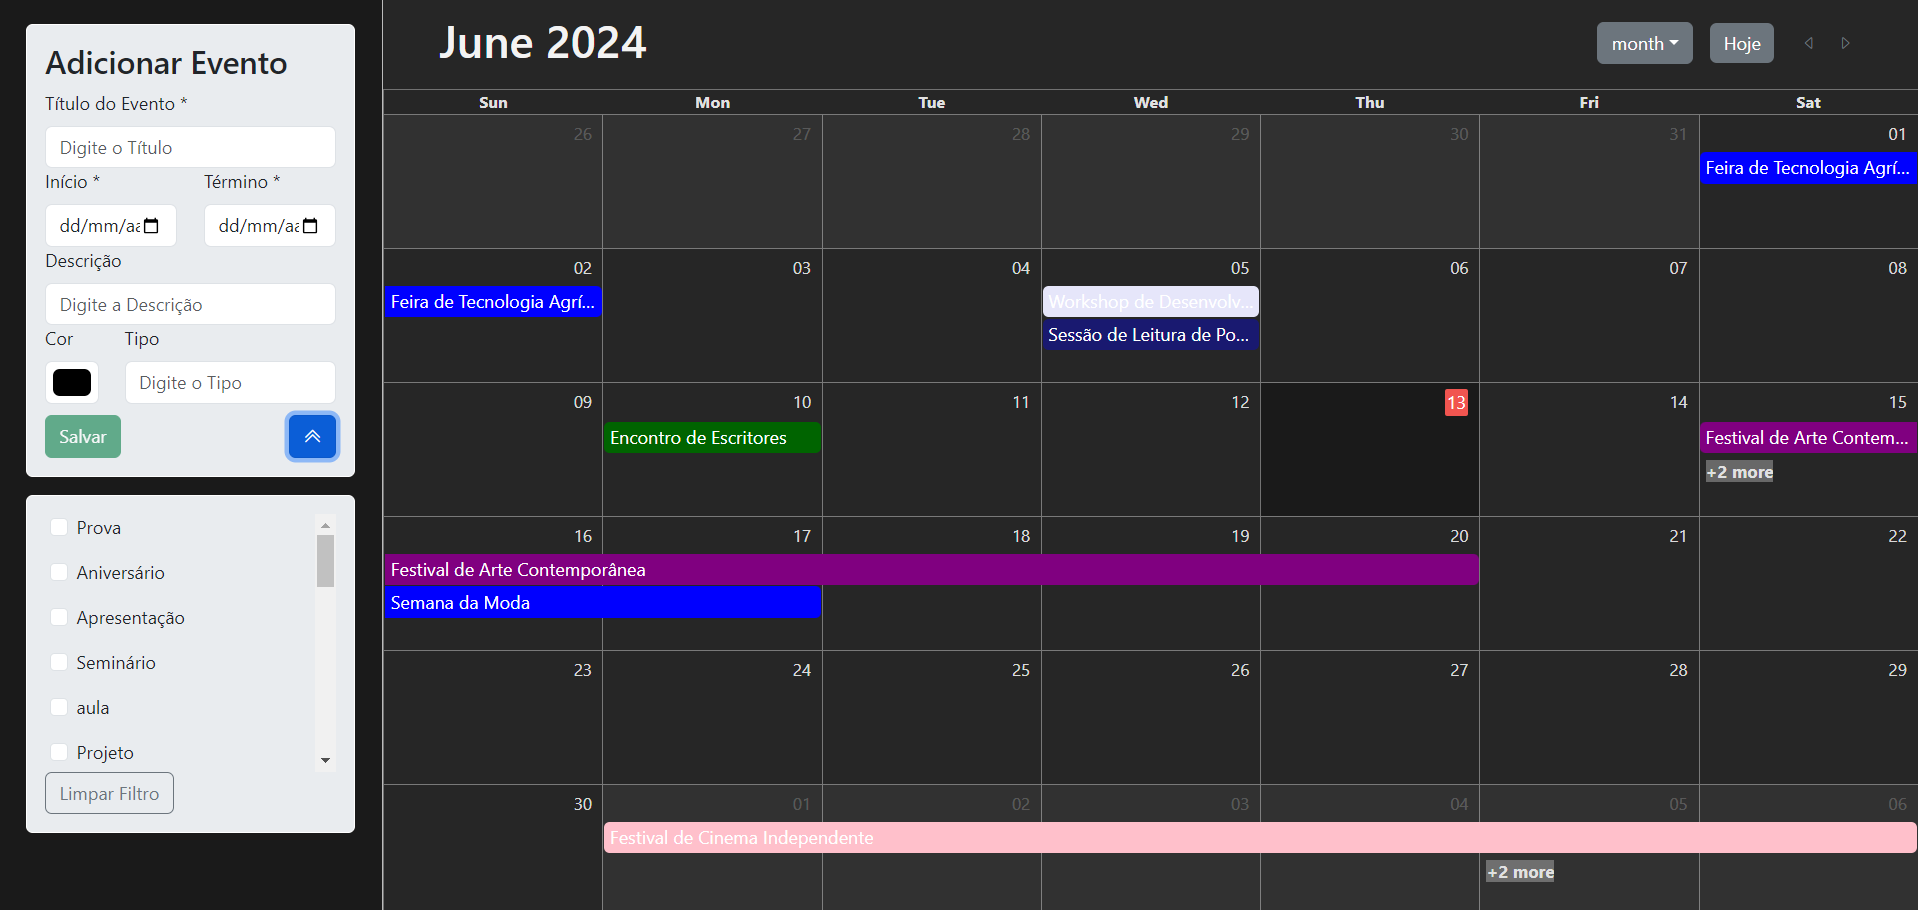 Adicionar Evento
Título do Evento *
Digite o Título
Início *
Término *
dd/mm/aa
dd/mm/aa
Descrição
Digite a Descrição
Cor
Tipo
Digite o Tipo
Salvar
Prova
Aniversário
Apresentação
Seminário
aula
Projeto
Limpar Filtro
June 2024
month
Hoje
Sun Mon Tue Wed Thu Fri Sat
26 27 28 29 30 31 01
Feira de Tecnologia Agrí...
02 03 04 05 06 07 08
Feira de Tecnologia Agrí...
Workshop de Desenvolv...
Sessão de Leitura de Po...
09 10 11 12 13 14 15
Encontro de Escritores
Festival de Arte Contem...
+2 more
16 17 18 19 20 21 22
Festival de Arte Contemporânea
Semana da Moda
23 24 25 26 27 28 29
30 01 02 03 04 05 06
Festival de Cinema Independente
+2 more